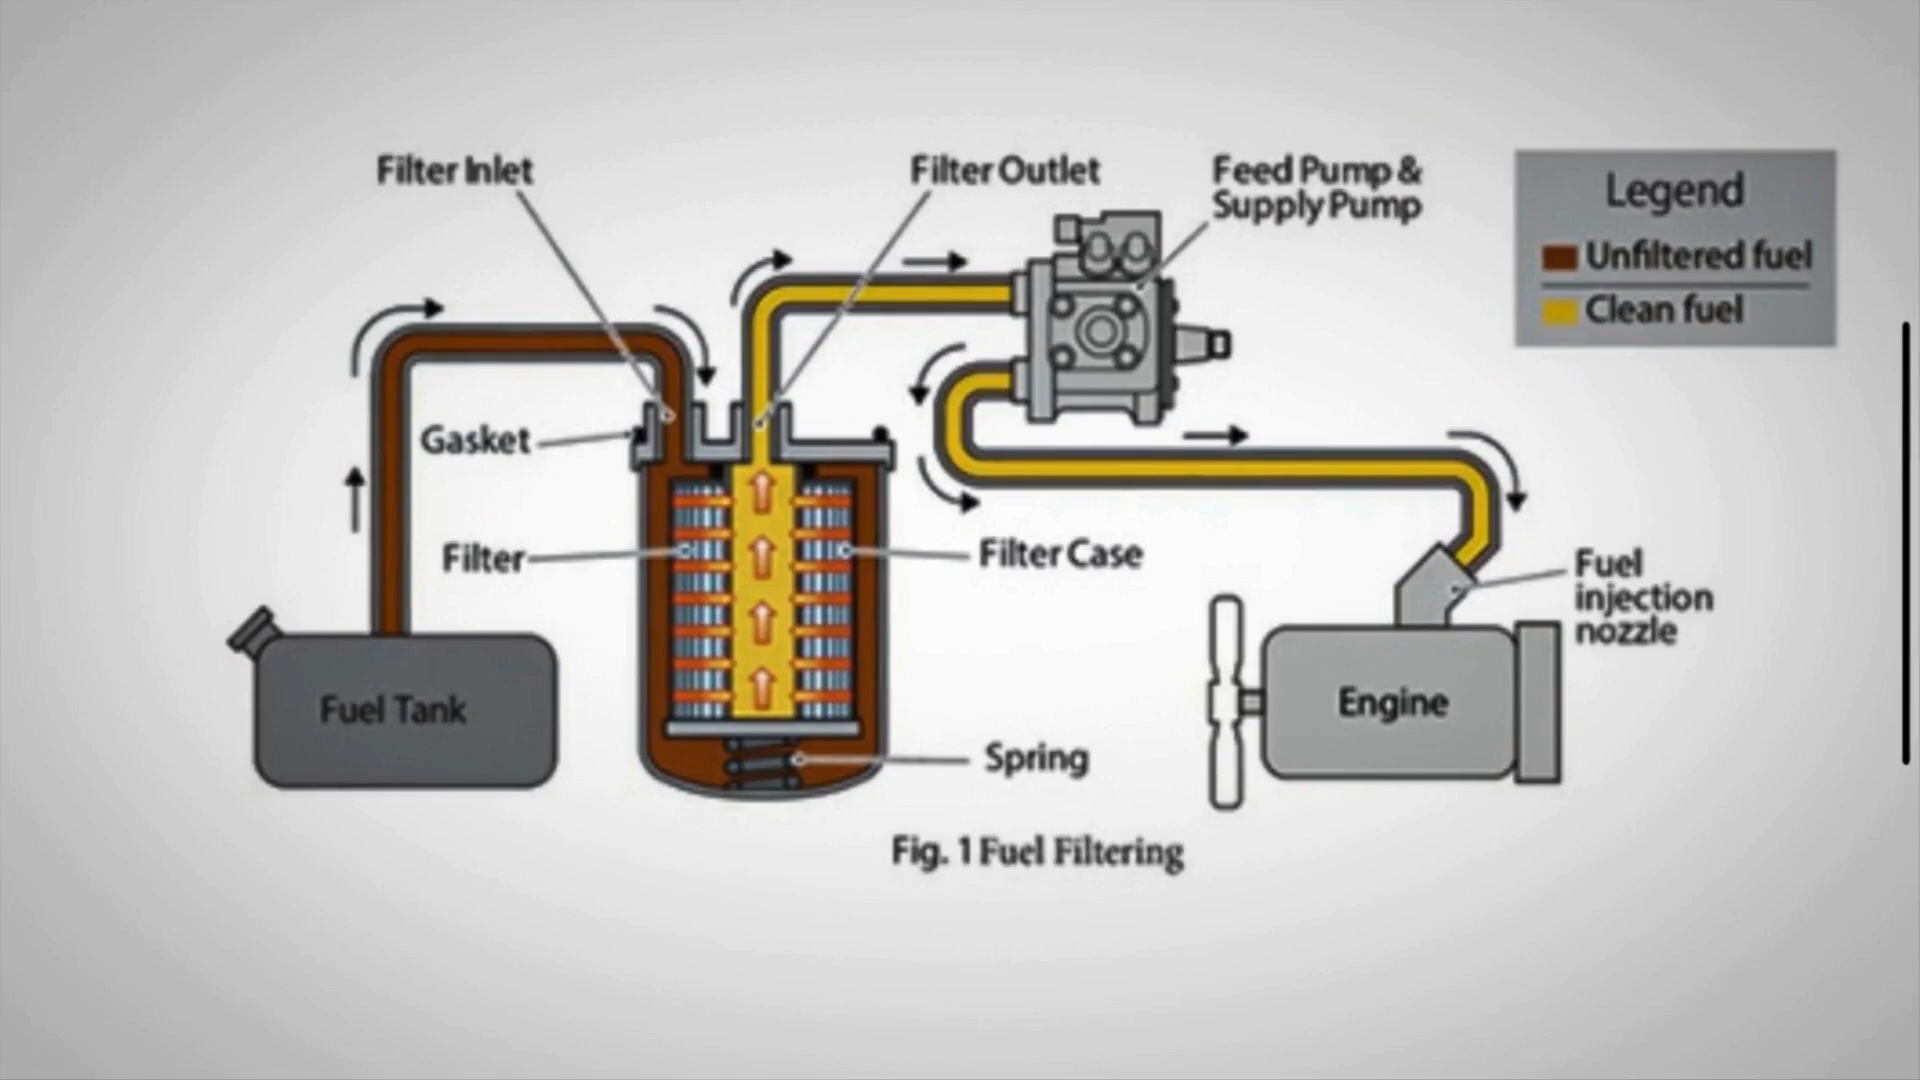 Filter Inlet
Filter Outlet
Feed Pump &
Supply Pump
Legend
Unfiltered fuel
Clean fuel
Gasket
Filter
Filter Case
Fuel
injection
nozzle
Fuel Tank
Engine
Spring
Fig. 1 Fuel Filtering